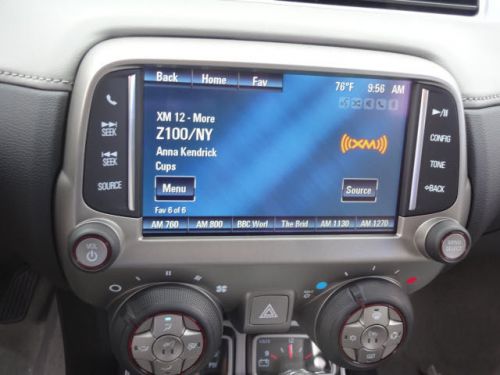 Back Home Fav
76°F 9:56 AM
XM 12 - More
Z100/NY
Anna Kendrick
Cups
XM
Menu
Source
Fav 6 of 6
AM 760 AM 800 BBC Worl The Brid AM 1130 AM 1270
SEEK
SEEK
SOURCE
CONFIG
TONE
BACK
VOL